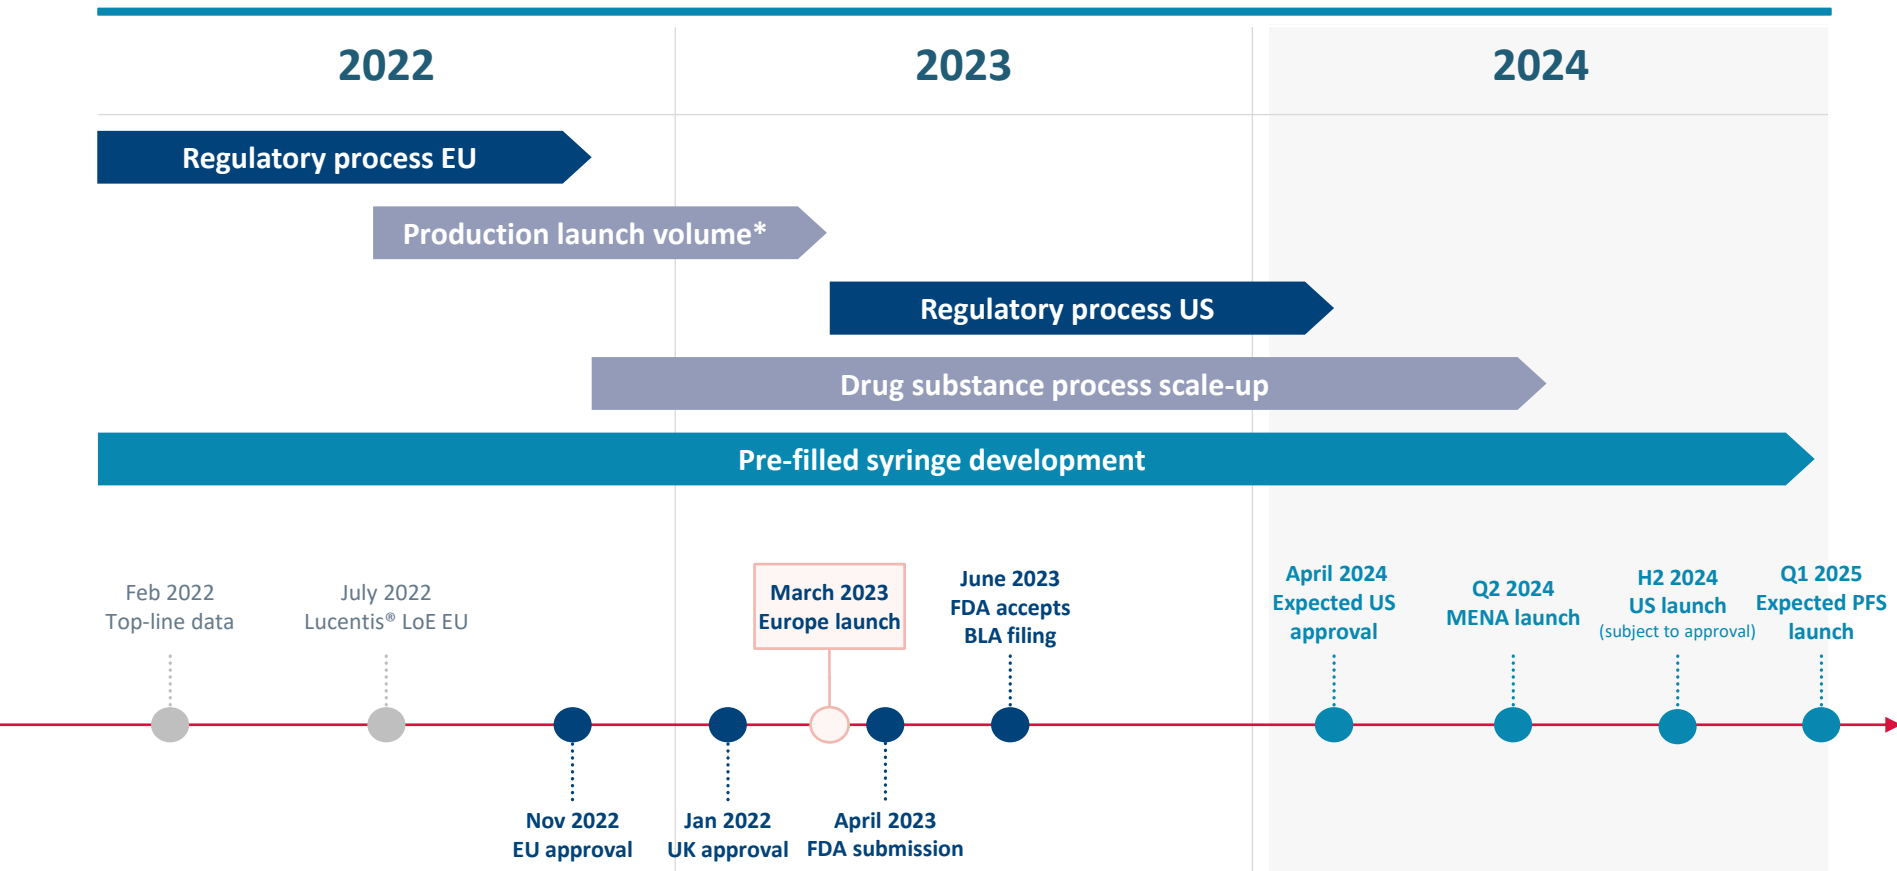 2022
2023
2024
Regulatory process EU
Production launch volume*
Regulatory process US
Drug substance process scale-up
Pre-filled syringe development
Feb 2022
Top-line data
July 2022
Lucentis® LoE EU
March 2023
Europe launch
June 2023
FDA accepts
BLA filing
April 2024
Expected US
approval
Q2 2024
MENA launch
H2 2024
US launch
(subject to approval)
Q1 2025
Expected PFS
launch
Nov 2022
EU approval
Jan 2022
UK approval
April 2023
FDA submission